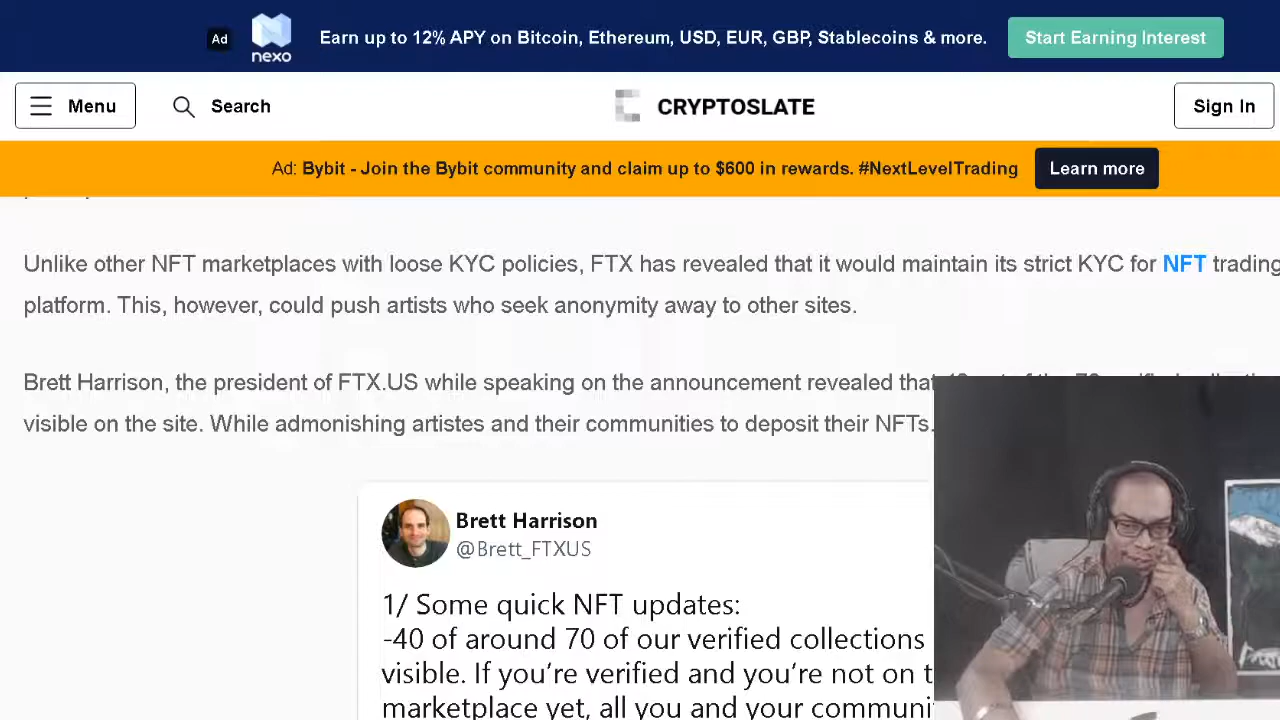 Ad
nexo
Earn up to 12% APY on Bitcoin, Ethereum, USD, EUR, GBP, Stablecoins & more.
Start Earning Interest
Menu
Search
CRYPTOSLATE
Sign In
Ad: Bybit - Join the Bybit community and claim up to $600 in rewards. #NextLevelTrading
Learn more
Unlike other NFT marketplaces with loose KYC policies, FTX has revealed that it would maintain its strict KYC for NFT trading
platform. This, however, could push artists who seek anonymity away to other sites.
Brett Harrison, the president of FTX.US while speaking on the announcement revealed that
visible on the site. While admonishing artistes and their communities to deposit their NFTs.
Brett Harrison
@Brett_FTXUS
1/ Some quick NFT updates:
-40 of around 70 of our verified collections
visible. If you're verified and you're not on t
marketplace yet, all you and your communi